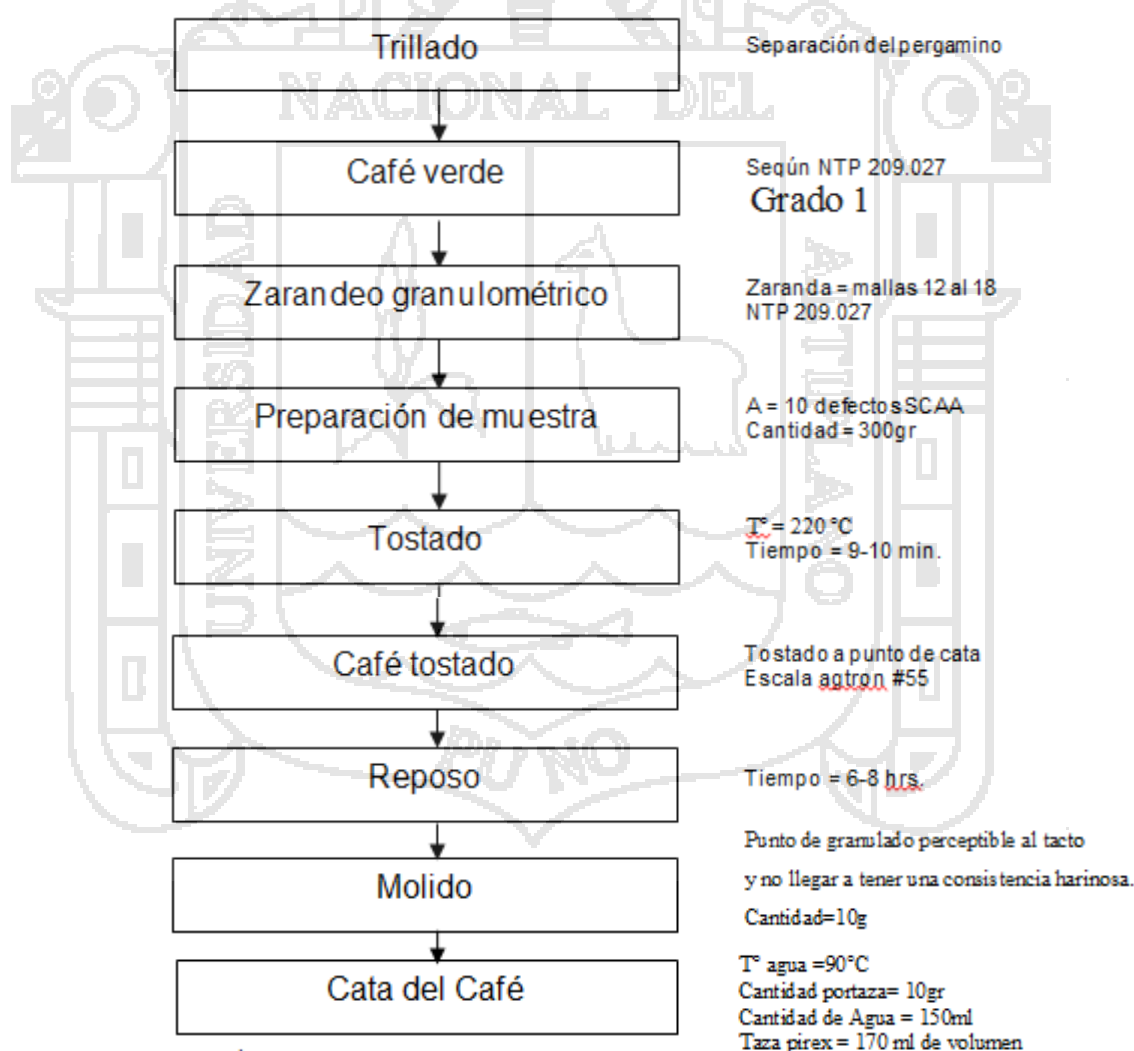 Trillado
Separación del pergamino
NACIONAL DEL
Café verde
Según NTP 209.027
Grado 1
UNIVERSIDAD
ALTIPLANO
Zarandeo granulométrico
Zaranda = mallas 12 al 18
NTP 209.027
Preparación de muestra
A = 10 defectos SCAA
Cantidad = 300gr
Tostado
T° = 220 °C
Tiempo = 9-10 min.
Café tostado
Tostado a punto de cata
Escala agtron #55
PUNO
Reposo
Tiempo = 6-8 hrs.
Molido
Punto de granulado perceptible al tacto
y no llegar a tener una consistencia harinosa.
Cantidad=10g
Cata del Café
T° agua =90°C
Cantidad portaza= 10gr
Cantidad de Agua = 150ml
Taza pirex = 170 ml de volumen